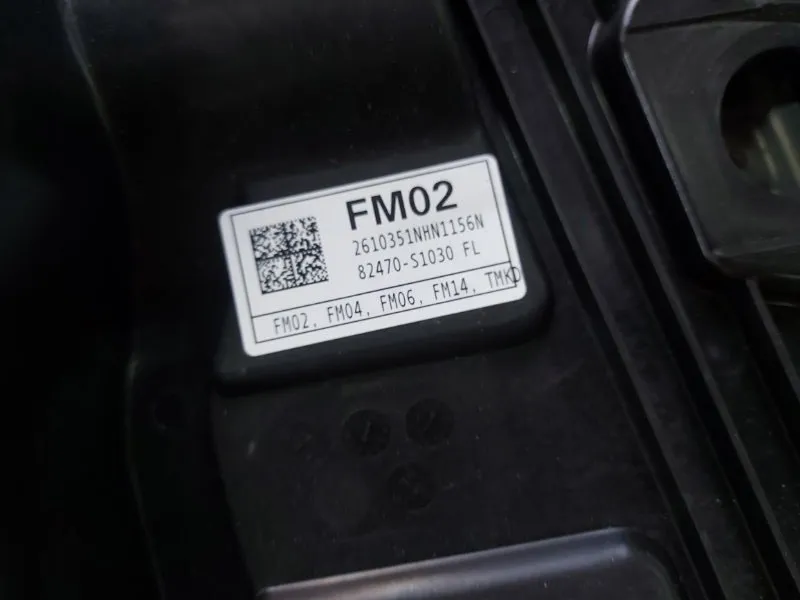 FM02
2610351NHN1156N
82470-S1030 FL
FM02, FM04, FM06, FM14, TMKD